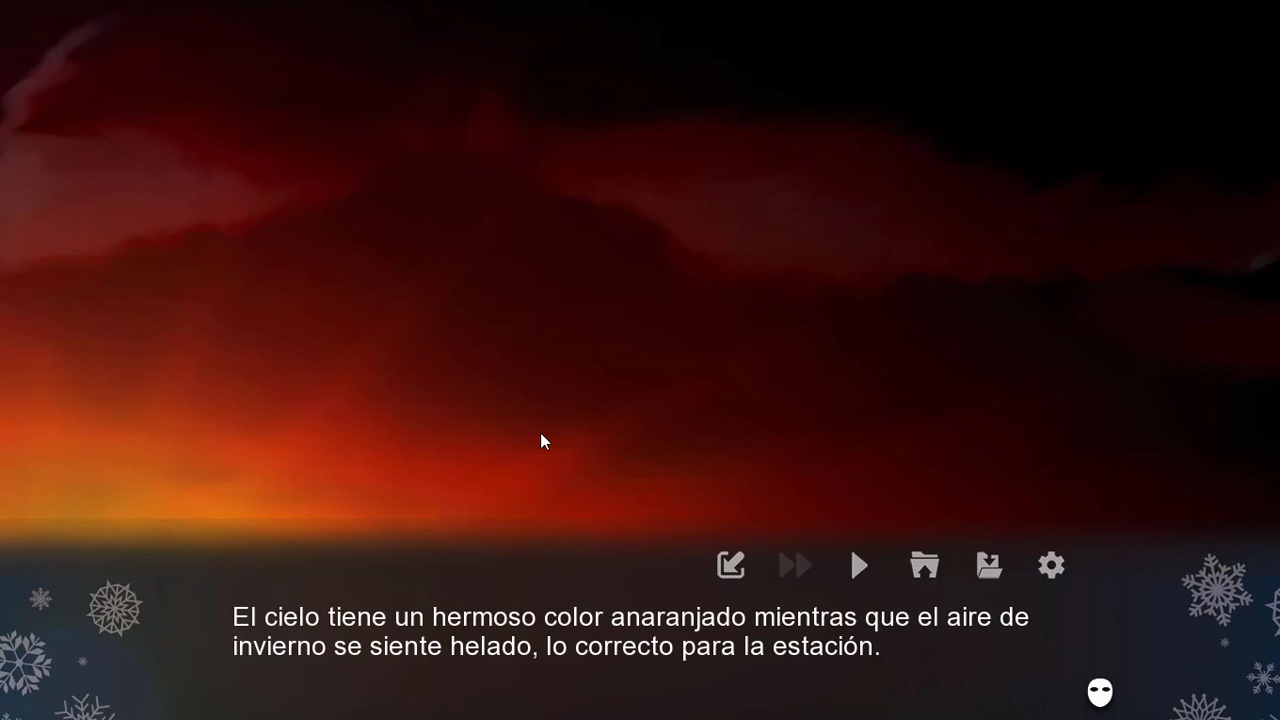 El cielo tiene un hermoso color anaranjado mientras que el aire de
invierno se siente helado, lo correcto para la estación.